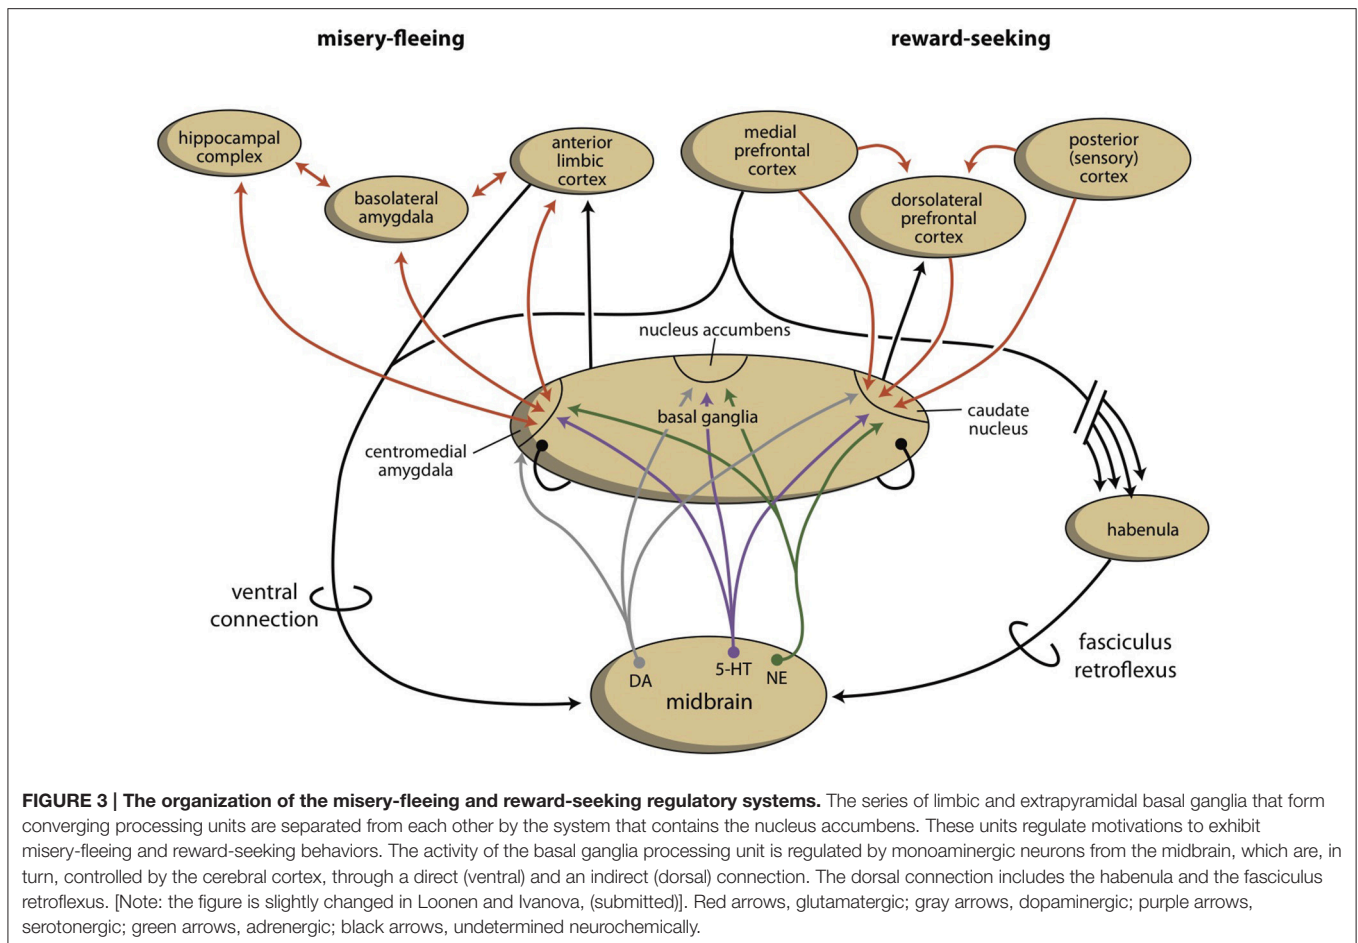 misery-fleeing
reward-seeking
hippocampal
complex
basolateral
amygdala
anterior
limbic
cortex
medial
prefrontal
cortex
dorsolateral
prefrontal
cortex
posterior
(sensory)
cortex
nucleus accumbens
basal ganglia
centromedial
amygdala
caudate
nucleus
habenula
ventral
connection
fasciculus
retroflexus
DA
5-HT
NE
midbrain
FIGURE 3 | The organization of the misery-fleeing and reward-seeking regulatory systems. The series of limbic and extrapyramidal basal ganglia that form
converging processing units are separated from each other by the system that contains the nucleus accumbens. These units regulate motivations to exhibit
misery-fleeing and reward-seeking behaviors. The activity of the basal ganglia processing unit is regulated by monoaminergic neurons from the midbrain, which are, in
turn, controlled by the cerebral cortex, through a direct (ventral) and an indirect (dorsal) connection. The dorsal connection includes the habenula and the fasciculus
retroflexus. [Note: the figure is slightly changed in Loonen and Ivanova, (submitted)]. Red arrows, glutamatergic; gray arrows, dopaminergic; purple arrows,
serotonergic; green arrows, adrenergic; black arrows, undetermined neurochemically.